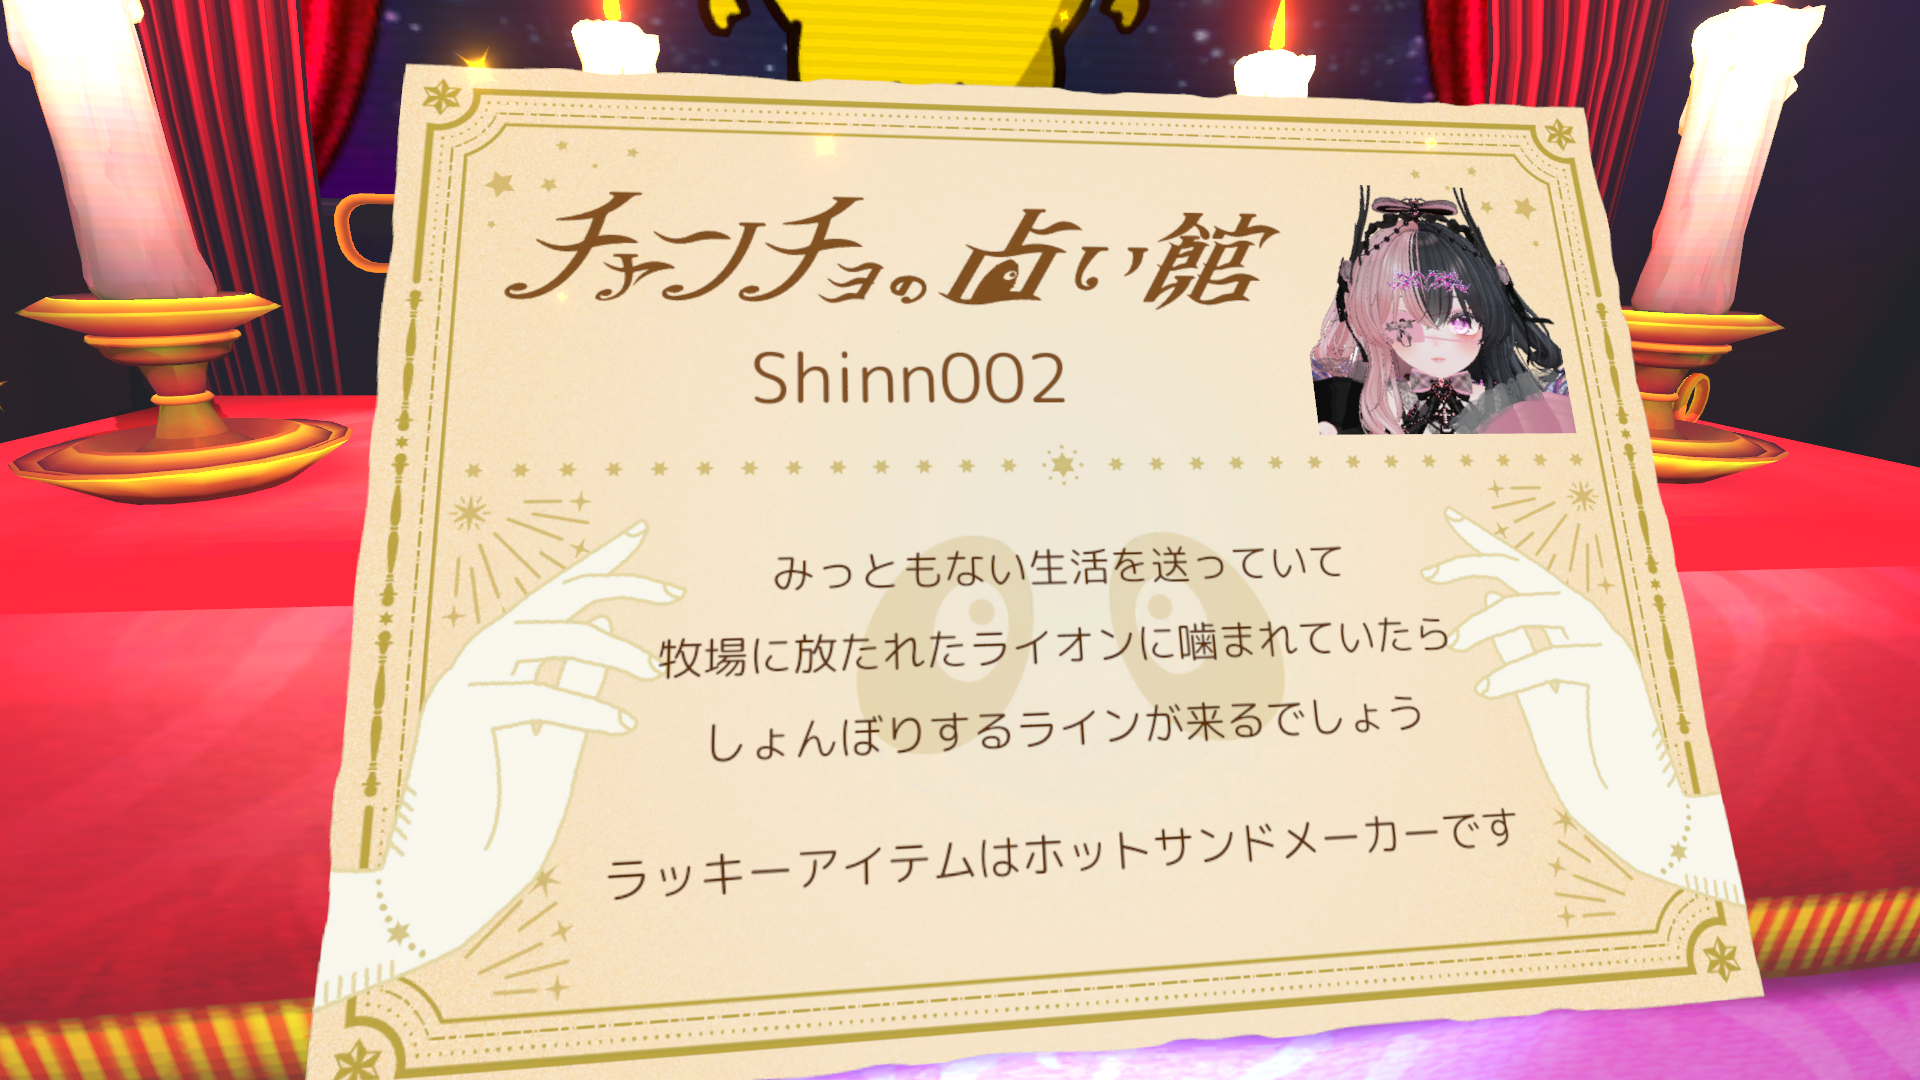 チャンチョの占い館
Shinn002
みっともない生活を送っていて
牧場に放たれたライオンに噛まれていたら
しょんぼりするラインが来るでしょう
ラッキーアイテムはホットサンドメーカーです